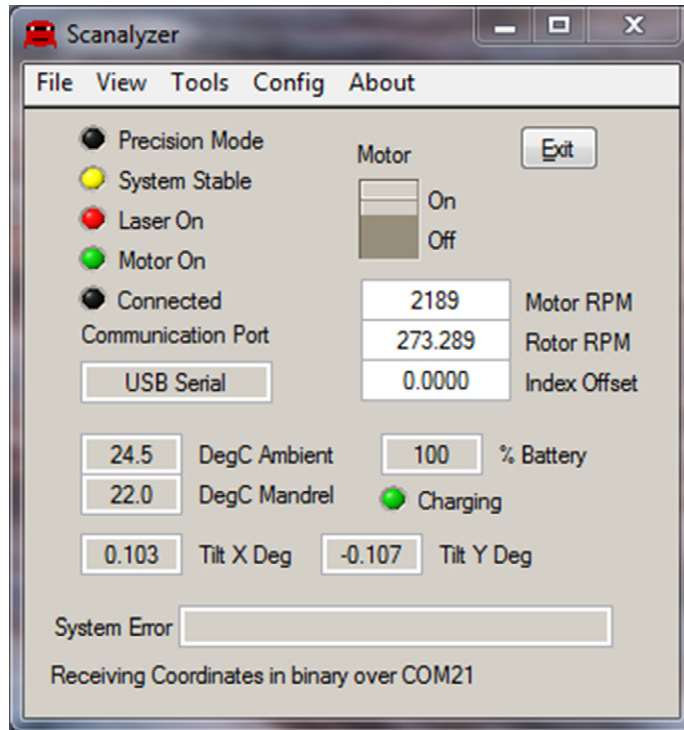 Scanalyzer
File View Tools Config About
Precision Mode
System Stable
Laser On
Motor On
Connected
Motor
On
Off
Exit
2189 Motor RPM
273.289 Rotor RPM
0.0000 Index Offset
Communication Port
USB Serial
24.5 DegC Ambient
100 % Battery
22.0 DegC Mandrel
Charging
0.103 Tilt X Deg
-0.107 Tilt Y Deg
System Error
Receiving Coordinates in binary over COM21